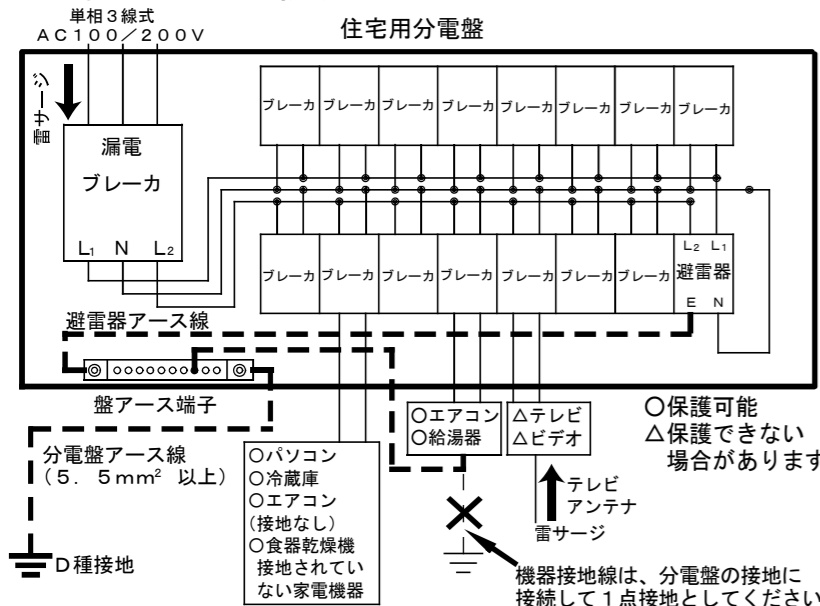 単相3線式
AC100/200V
住宅用分電盤
雷サージ
漏電
ブレーカ
L1 N L2
ブレーカ ブレーカ ブレーカ ブレーカ ブレーカ ブレーカ ブレーカ ブレーカ
ブレーカ ブレーカ ブレーカ ブレーカ ブレーカ ブレーカ ブレーカ
L2 L1
避雷器
E N
避雷器アース線
盤アース端子
分電盤アース線
(5.5mm² 以上)
D種接地
○パソコン
○冷蔵庫
○エアコン
(接地なし)
○食器乾燥機
接地されてい
ない家電機器
○エアコン
○給湯器
△テレビ
△ビデオ
○保護可能
△保護できない
場合があります
テレビ
アンテナ
雷サージ
機器接地線は、分電盤の接地に
接続して1点接地としてください